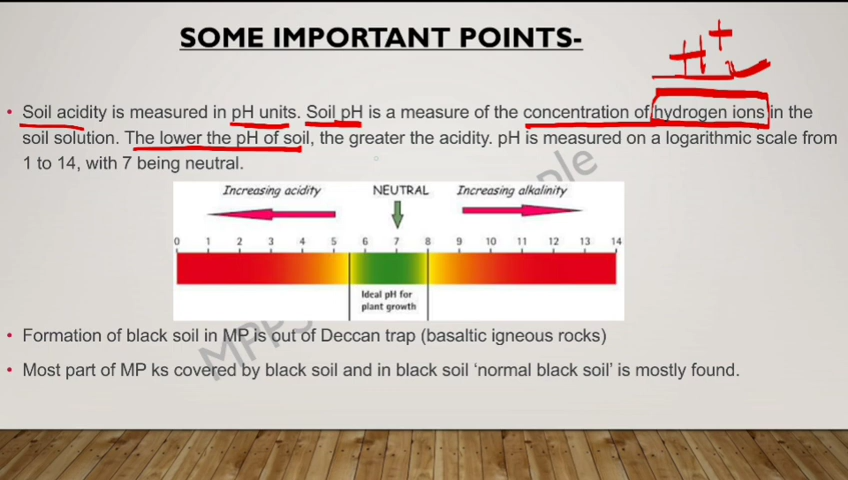 SOME IMPORTANT POINTS-
H+
• Soil acidity is measured in pH units. Soil pH is a measure of the concentration of hydrogen ions in the
soil solution. The lower the pH of soil, the greater the acidity. pH is measured on a logarithmic scale from
1 to 14, with 7 being neutral.
Increasing acidity NEUTRAL Increasing alkalinity
0 1 2 3 4 5 6 7 8 9 10 11 12 13 14
Ideal pH for
plant growth
• Formation of black soil in MP is out of Deccan trap (basaltic igneous rocks)
• Most part of MP ks covered by black soil and in black soil ‘normal black soil’ is mostly found.